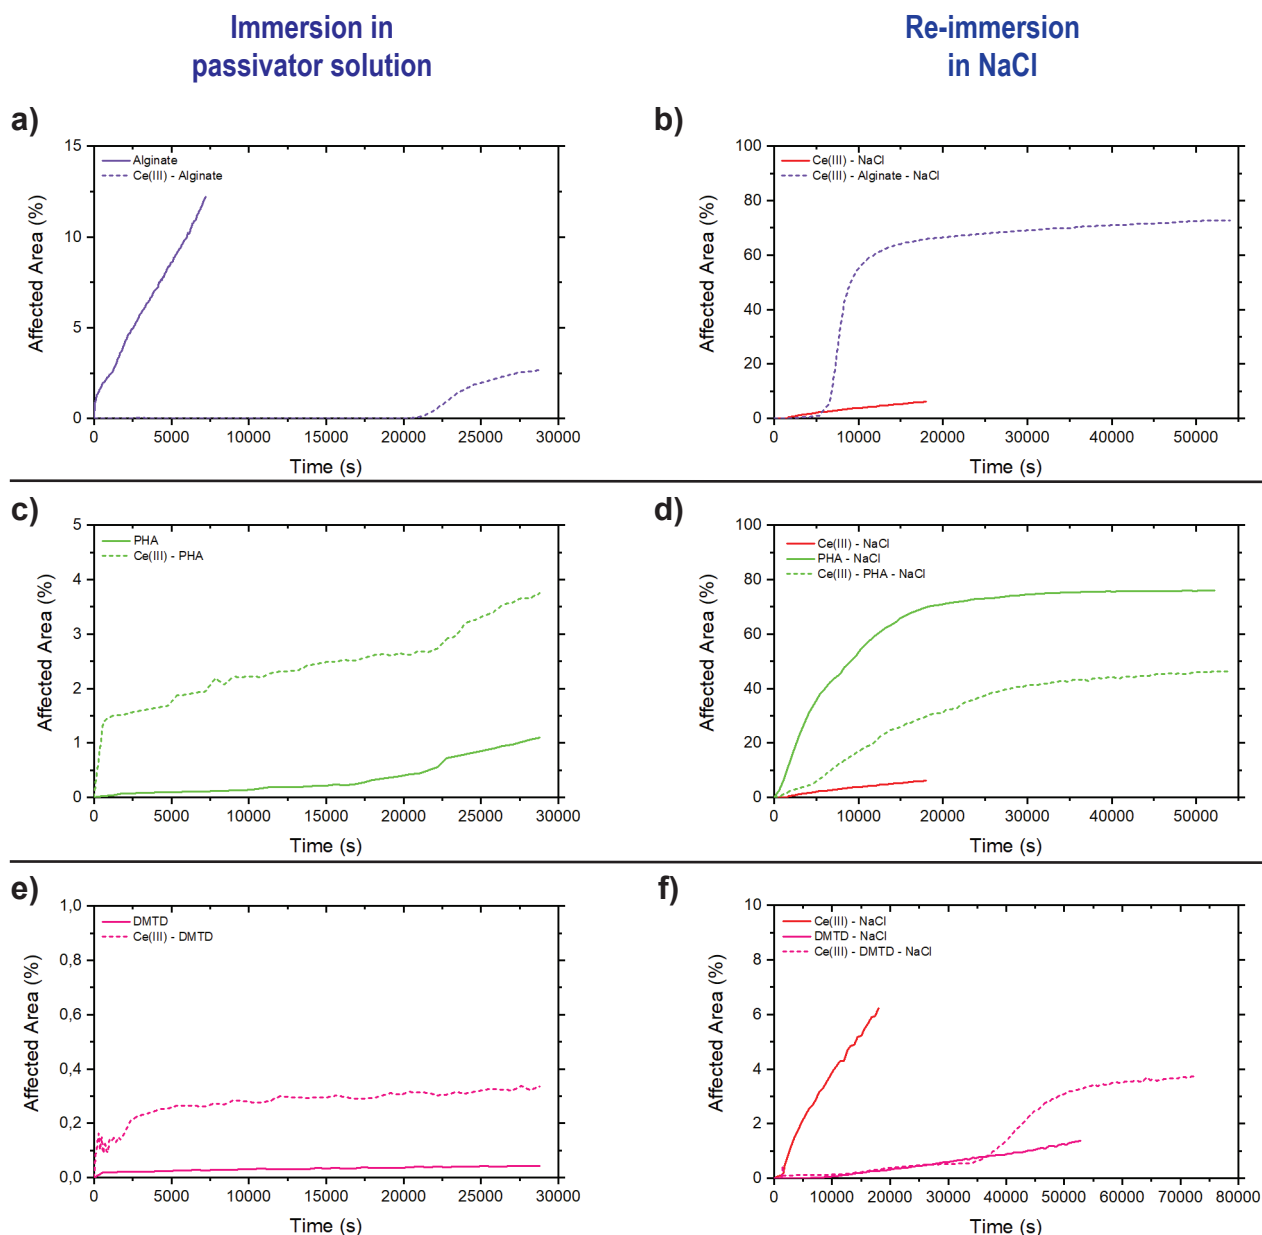 Immersion in
passivator solution
Re-immersion
in NaCl
a)
Affected Area (%)
15
10
5
0
Alginate
Ce(III) - Alginate
0 5000 10000 15000 20000 25000 30000
Time (s)
b)
Affected Area (%)
100
80
60
40
20
0
Ce(III) - NaCl
Ce(III) - Alginate - NaCl
0 10000 20000 30000 40000 50000
Time (s)
c)
Affected Area (%)
5
4
3
2
1
0
PHA
Ce(III) - PHA
0 5000 10000 15000 20000 25000 30000
Time (s)
d)
Affected Area (%)
100
80
60
40
20
0
Ce(III) - NaCl
PHA - NaCl
Ce(III) - PHA - NaCl
0 10000 20000 30000 40000 50000
Time (s)
e)
Affected Area (%)
1,0
0,8
0,6
0,4
0,2
0,0
DMTD
Ce(III) - DMTD
0 5000 10000 15000 20000 25000 30000
Time (s)
f)
Affected Area (%)
10
8
6
4
2
0
Ce(III) - NaCl
DMTD - NaCl
Ce(III) - DMTD - NaCl
0 10000 20000 30000 40000 50000 60000 70000 80000
Time (s)